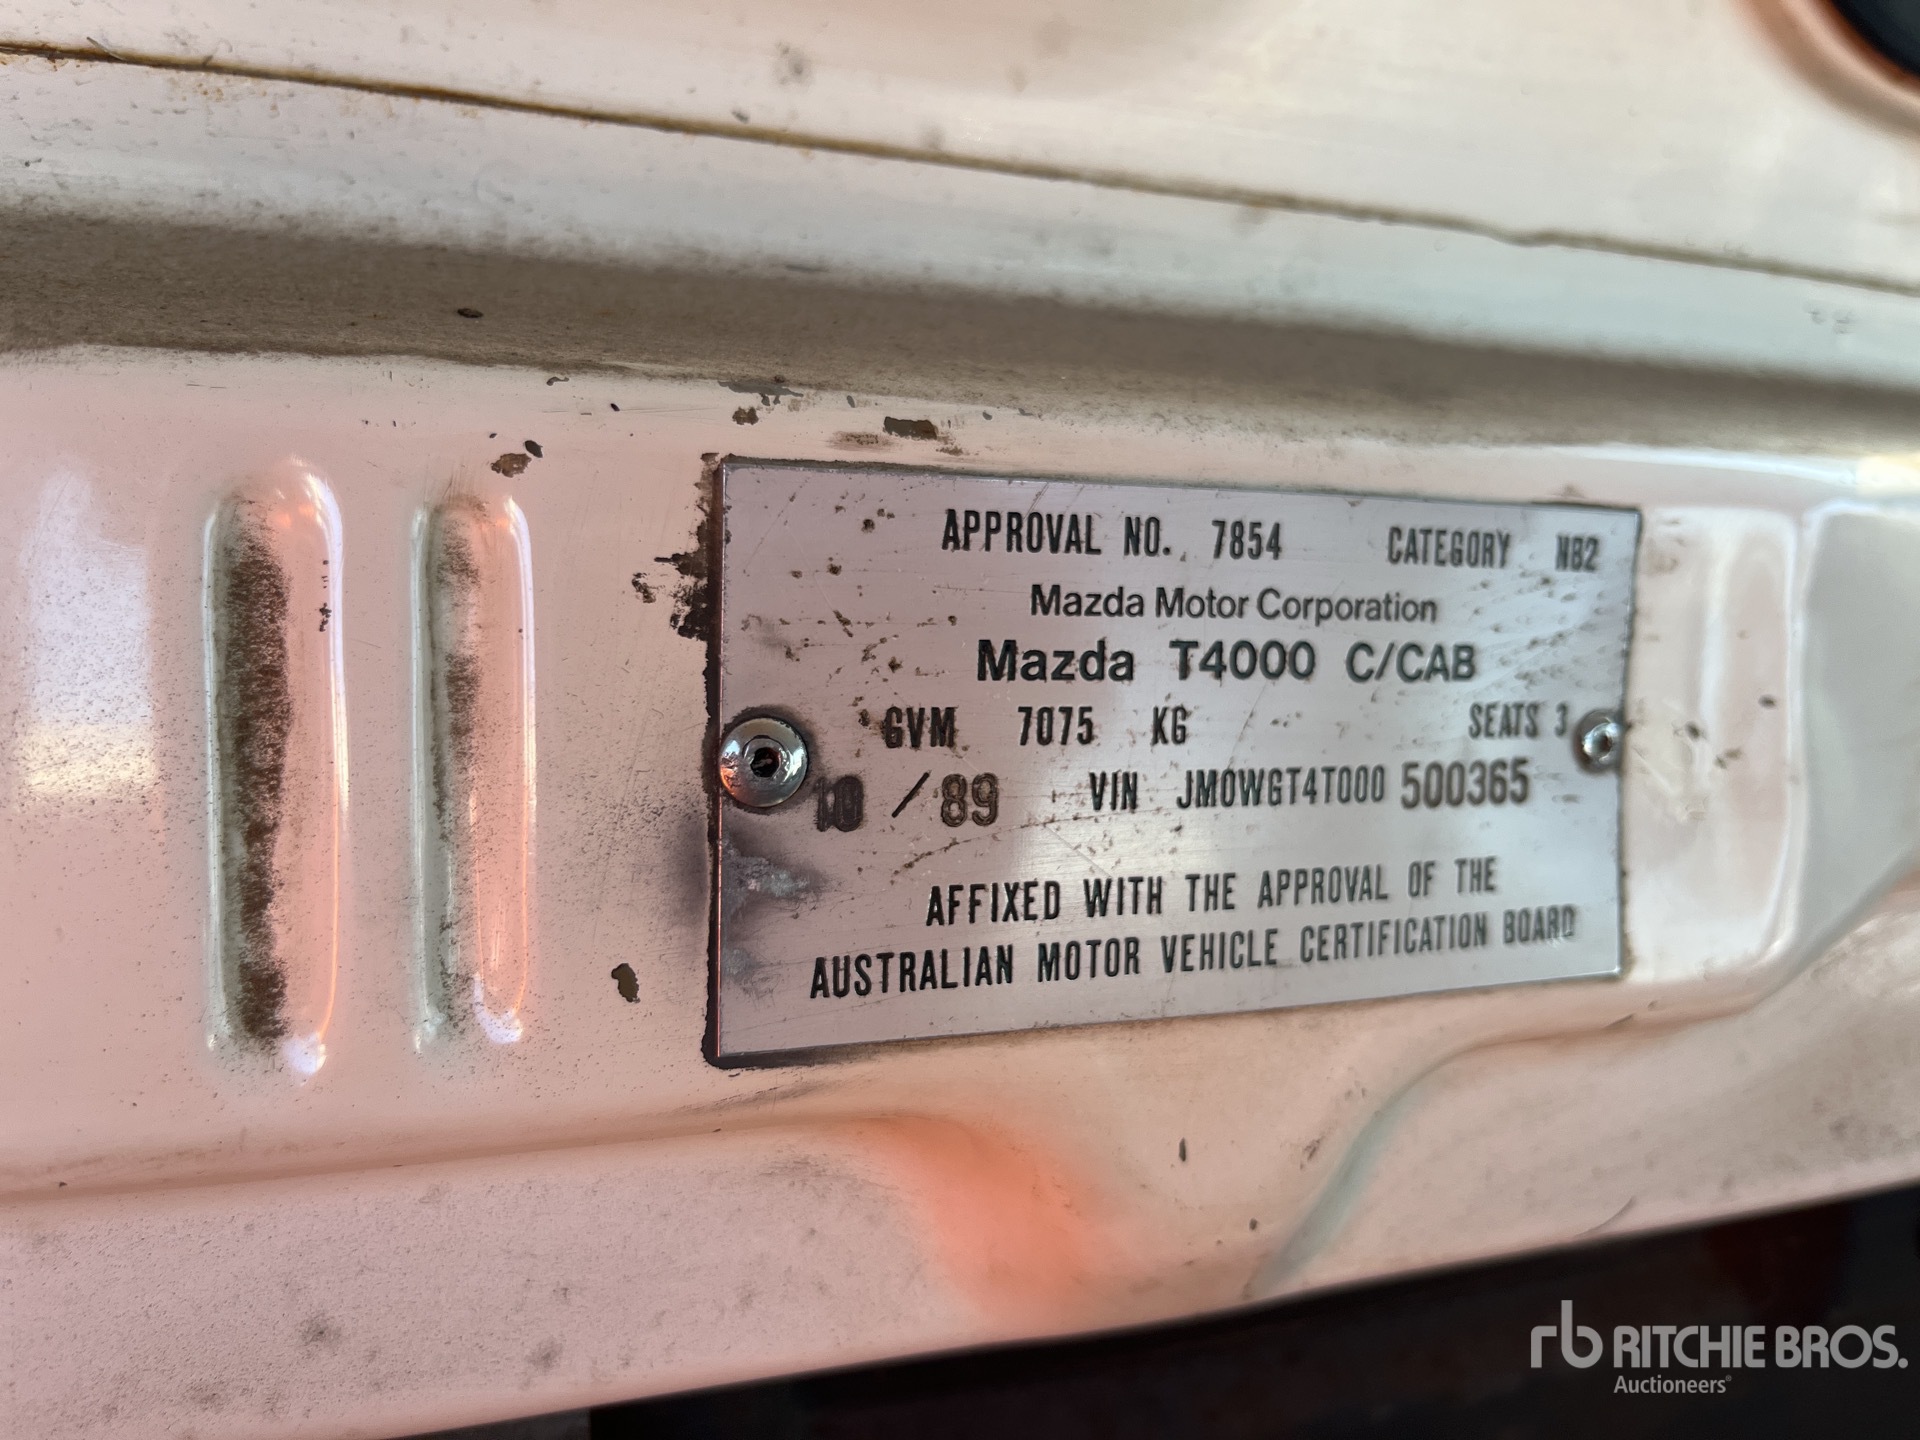 APPROVAL NO. 7854 CATEGORY NB2
Mazda Motor Corporation
Mazda T4000 C/CAB
GVM 7075 KG SEATS 3
10 / 89 VIN JM0WGT4T000 500365
AFFIXED WITH THE APPROVAL OF THE
AUSTRALIAN MOTOR VEHICLE CERTIFICATION BOARD
rb RITCHIE BROS.
Auctioneers